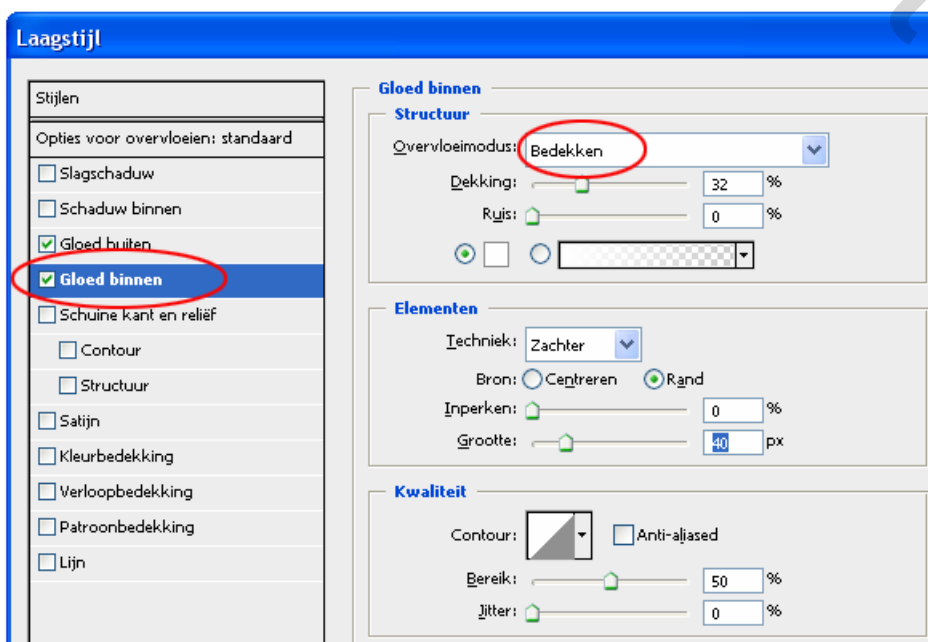 Laagstijl
Stijlen
Opties voor overvloeien: standaard
Slagschaduw
Schaduw binnen
Gloed buiten
Gloed binnen
Schuine kant en reliëf
Contour
Structuur
Satijn
Kleurbedekking
Verloopbedekking
Patroonbedekking
Lijn
Gloed binnen
Structuur
Overvloeimodus: Bedekken
Dekking: 32 %
Ruis: 0 %
Elementen
Techniek: Zachter
Bron: Centreren Rand
Inperken: 0 %
Grootte: 40 px
Kwaliteit
Contour: Anti-aliased
Bereik: 50 %
Jitter: 0 %